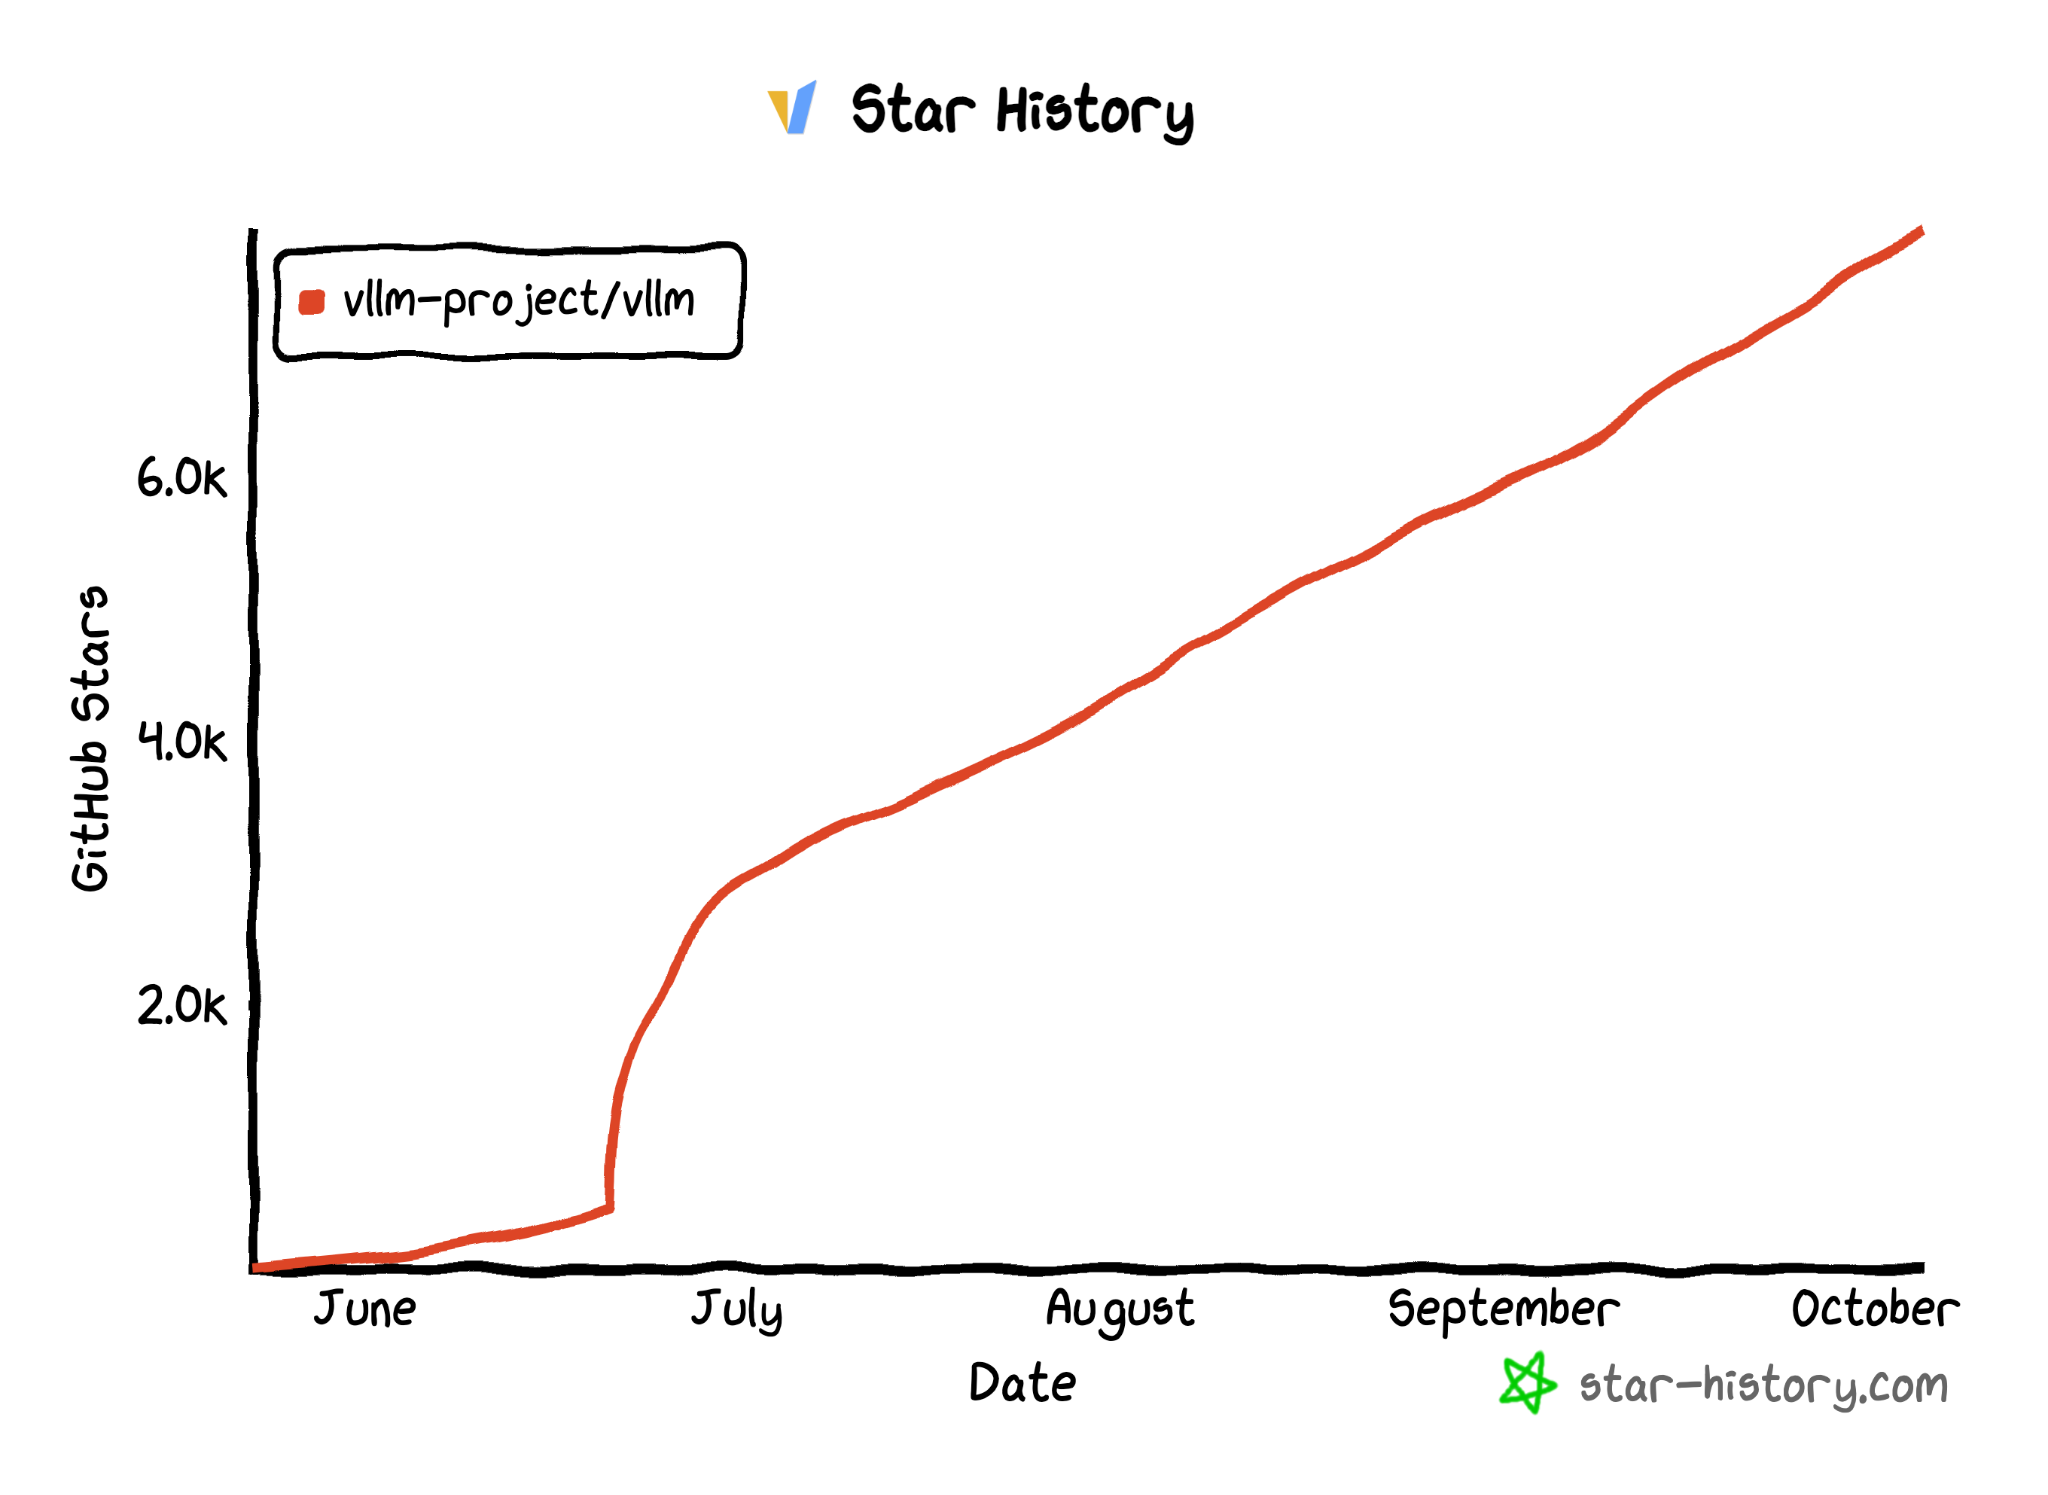 Star History
vllm-project/vllm
6.0K
4.0K
2.0K
GitHub Stars
June
July
August
September
October
Date
star-history.com